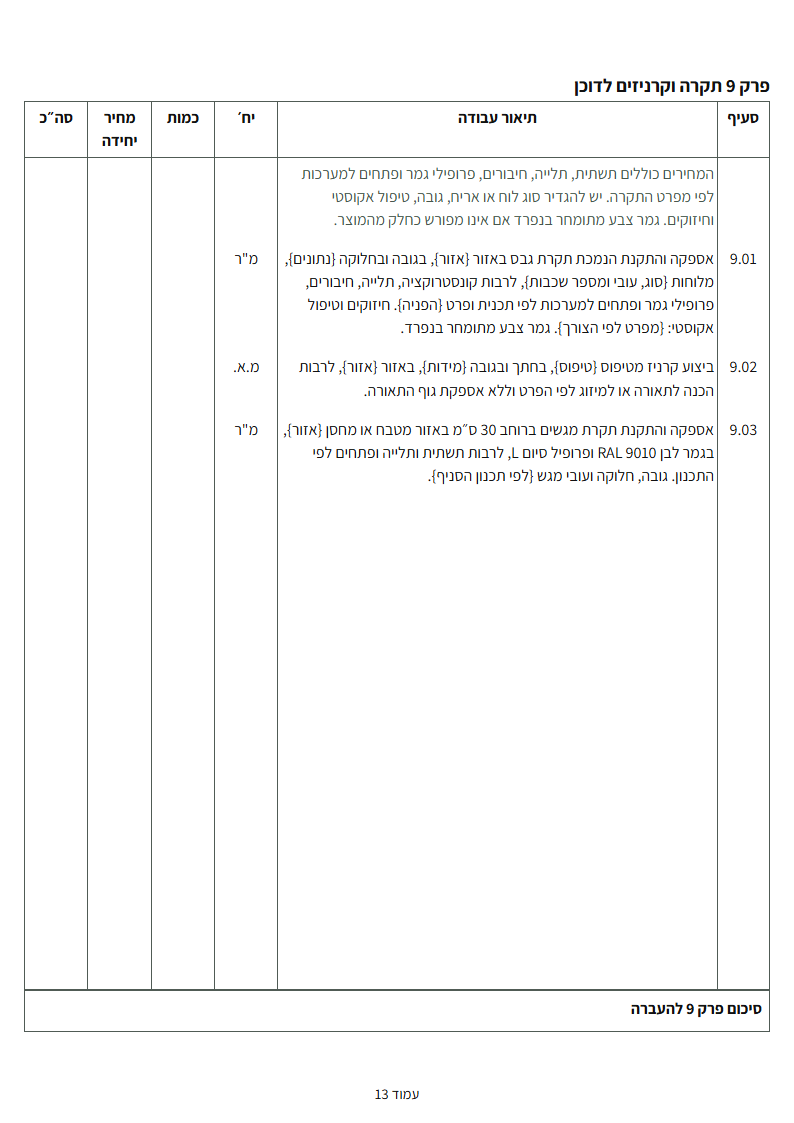 פרק 9 תקרה וקרניזים לדוכן
סעיף תיאור עבודה יח׳ כמות מחיר יחידה סה״כ
המחירים כוללים תשתית, תלייה, חיבורים, פרופילי גמר ופתחים למערכות
לפי מפרט התקרה. יש להגדיר סוג לוח או אריח, גובה, טיפול אקוסטי
וחיזוקים. גמר צבע מתומחר בנפרד אם אינו מפורש כחלק מהמוצר.
9.01 אספקה והתקנת הנמכת תקרת גבס באזור {אזור}, בגובה ובחלוקה {נתונים}, מ"ר
מלוחות {סוג, עובי ומספר שכבות}, לרבות קונסטרוקציה, תלייה, חיבורים,
פרופילי גמר ופתחים למערכות לפי תכנית ופרט {הפניה}. חיזוקים וטיפול
אקוסטי: {מפרט לפי הצורך}. גמר צבע מתומחר בנפרד.
9.02 ביצוע קרניז מטיפוס {טיפוס}, בחתך ובגובה {מידות}, באזור {אזור}, לרבות מ.א.
הכנה לתאורה או למיזוג לפי הפרט וללא אספקת גוף התאורה.
9.03 אספקה והתקנת תקרת מגשים ברוחב 30 ס״מ באזור מטבח או מחסן {אזור}, מ"ר
בגמר לבן RAL 9010 ופרופיל סיום L, לרבות תשתית ותלייה ופתחים לפי
התכנון. גובה, חלוקה ועובי מגש {לפי תכנון הסניף}.
סיכום פרק 9 להעברה
עמוד 13